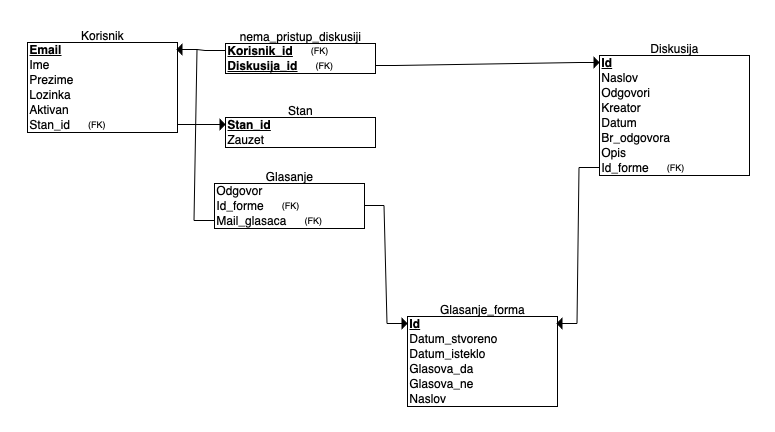 Korisnik
Email
Ime
Prezime
Lozinka
Aktivan
Stan_id (FK)
nema_pristup_diskusiji
Korisnik_id (FK)
Diskusija_id (FK)
Stan
Stan_id
Zauzet
Glasanje
Odgovor
Id_forme (FK)
Mail_glasaca (FK)
Diskusija
Id
Naslov
Odgovori
Kreator
Datum
Br_odgovora
Opis
Id_forme (FK)
Glasanje_forma
Id
Datum_stvoreno
Datum_isteklo
Glasova_da
Glasova_ne
Naslov